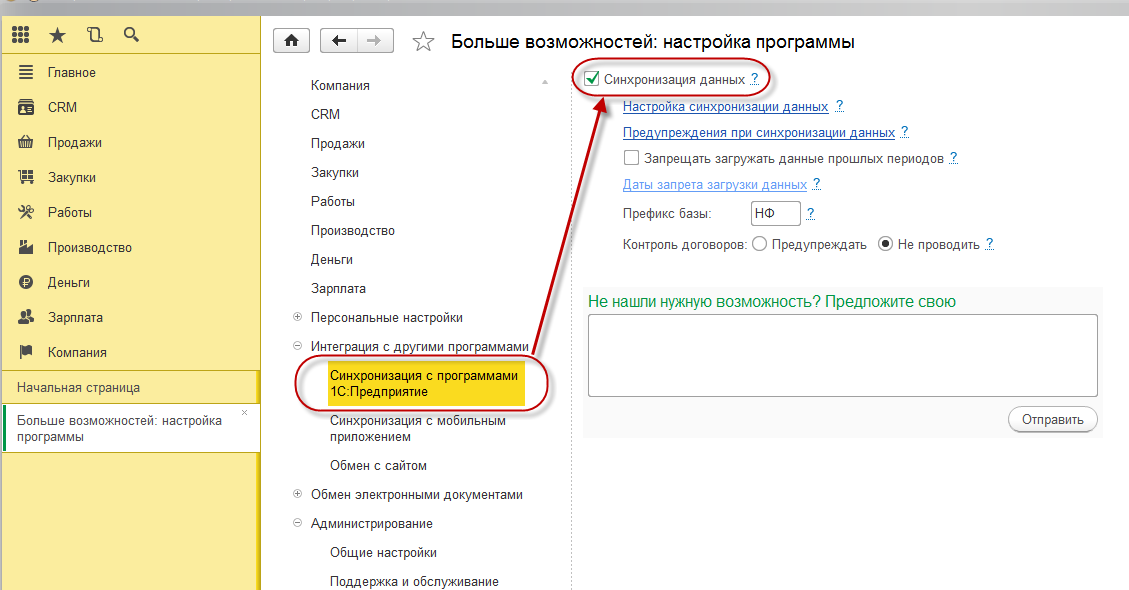 Больше возможностей: настройка программы
Главное
CRM
Продажи
Закупки
Работы
Производство
Деньги
Зарплата
Компания
Начальная страница
Больше возможностей: настройка
программы
Компания
CRM
Продажи
Закупки
Работы
Производство
Деньги
Зарплата
Персональные настройки
Интеграция с другими программами
Синхронизация с программами
1С:Предприятие
Синхронизация с мобильным
приложением
Обмен с сайтом
Обмен электронными документами
Администрирование
Общие настройки
Поддержка и обслуживание
Синхронизация данных ?
Настройка синхронизации данных ?
Предупреждения при синхронизации данных ?
Запрещать загружать данные прошлых периодов ?
Даты запрета загрузки данных ?
Префикс базы: НФ ?
Контроль договоров: Предупреждать Не проводить ?
Не нашли нужную возможность? Предложите свою
Отправить